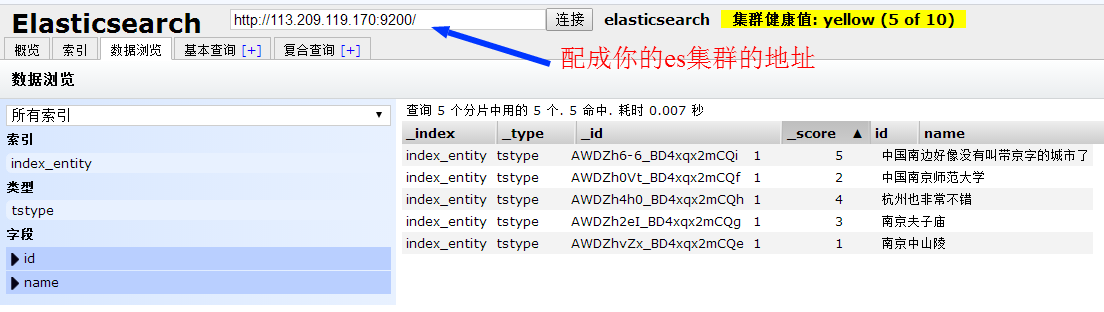 Elasticsearch http://113.209.119.170:9200/ 连接 elasticsearch 集群健康值: yellow (5 of 10)
概览 索引 数据浏览 基本查询 [+] 复合查询 [+]
配成你的es集群的地址
数据浏览
所有索引
索引
index_entity
类型
tstype
字段
id
name
查询 5 个分片中用的 5 个. 5 命中. 耗时 0.007 秒
_index _type _id _score ▲ id name
index_entity tstype AWDZh6-6_BD4xqx2mCQi 1 5 中国南边好像没有叫带京字的城市了
index_entity tstype AWDZh0Vt_BD4xqx2mCQf 1 2 中国南京师范大学
index_entity tstype AWDZh4h0_BD4xqx2mCQh 1 4 杭州也非常不错
index_entity tstype AWDZh2eI_BD4xqx2mCQg 1 3 南京夫子庙
index_entity tstype AWDZhvZx_BD4xqx2mCQe 1 1 南京中山陵